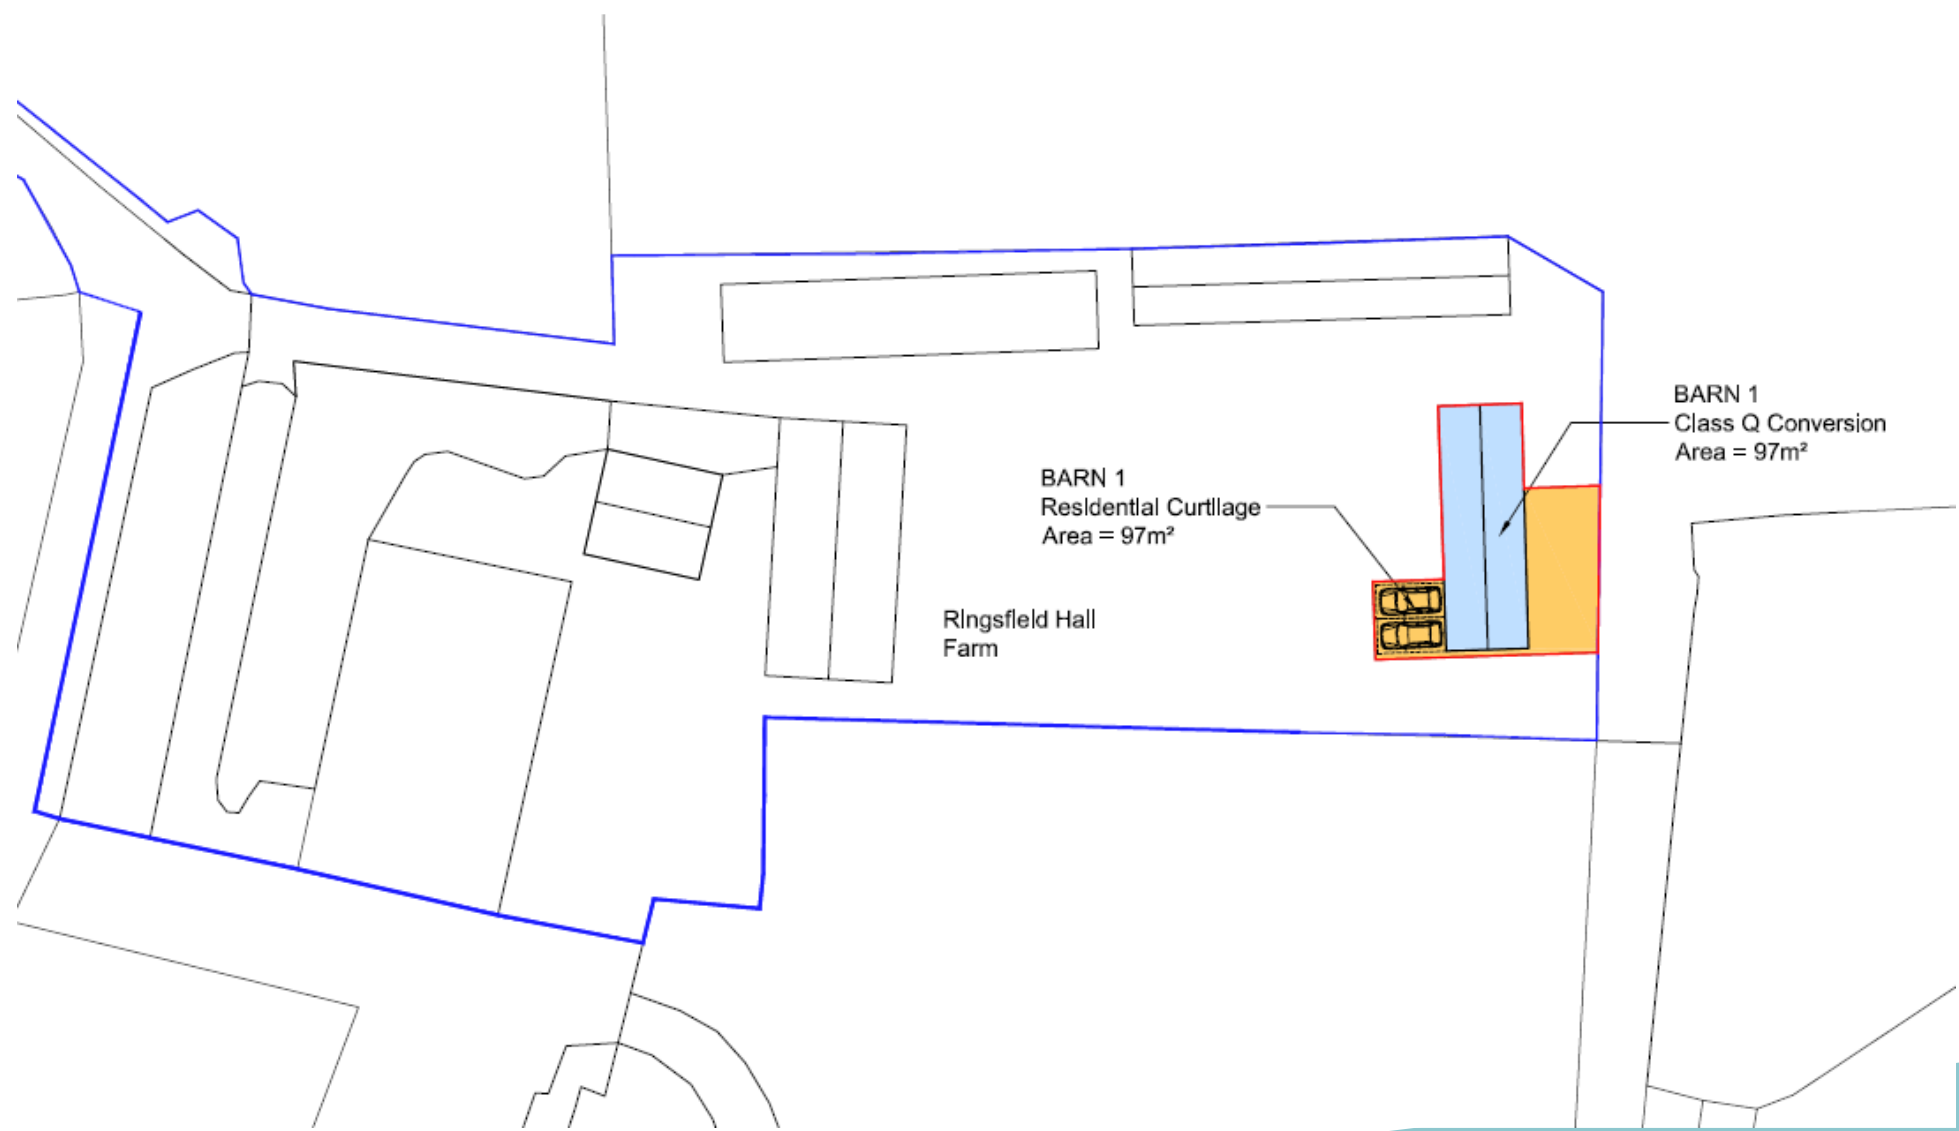 BARN 1
Class Q Conversion
Area = 97m²
BARN 1
Residential Curtilage
Area = 97m²
Ringsfield Hall
Farm